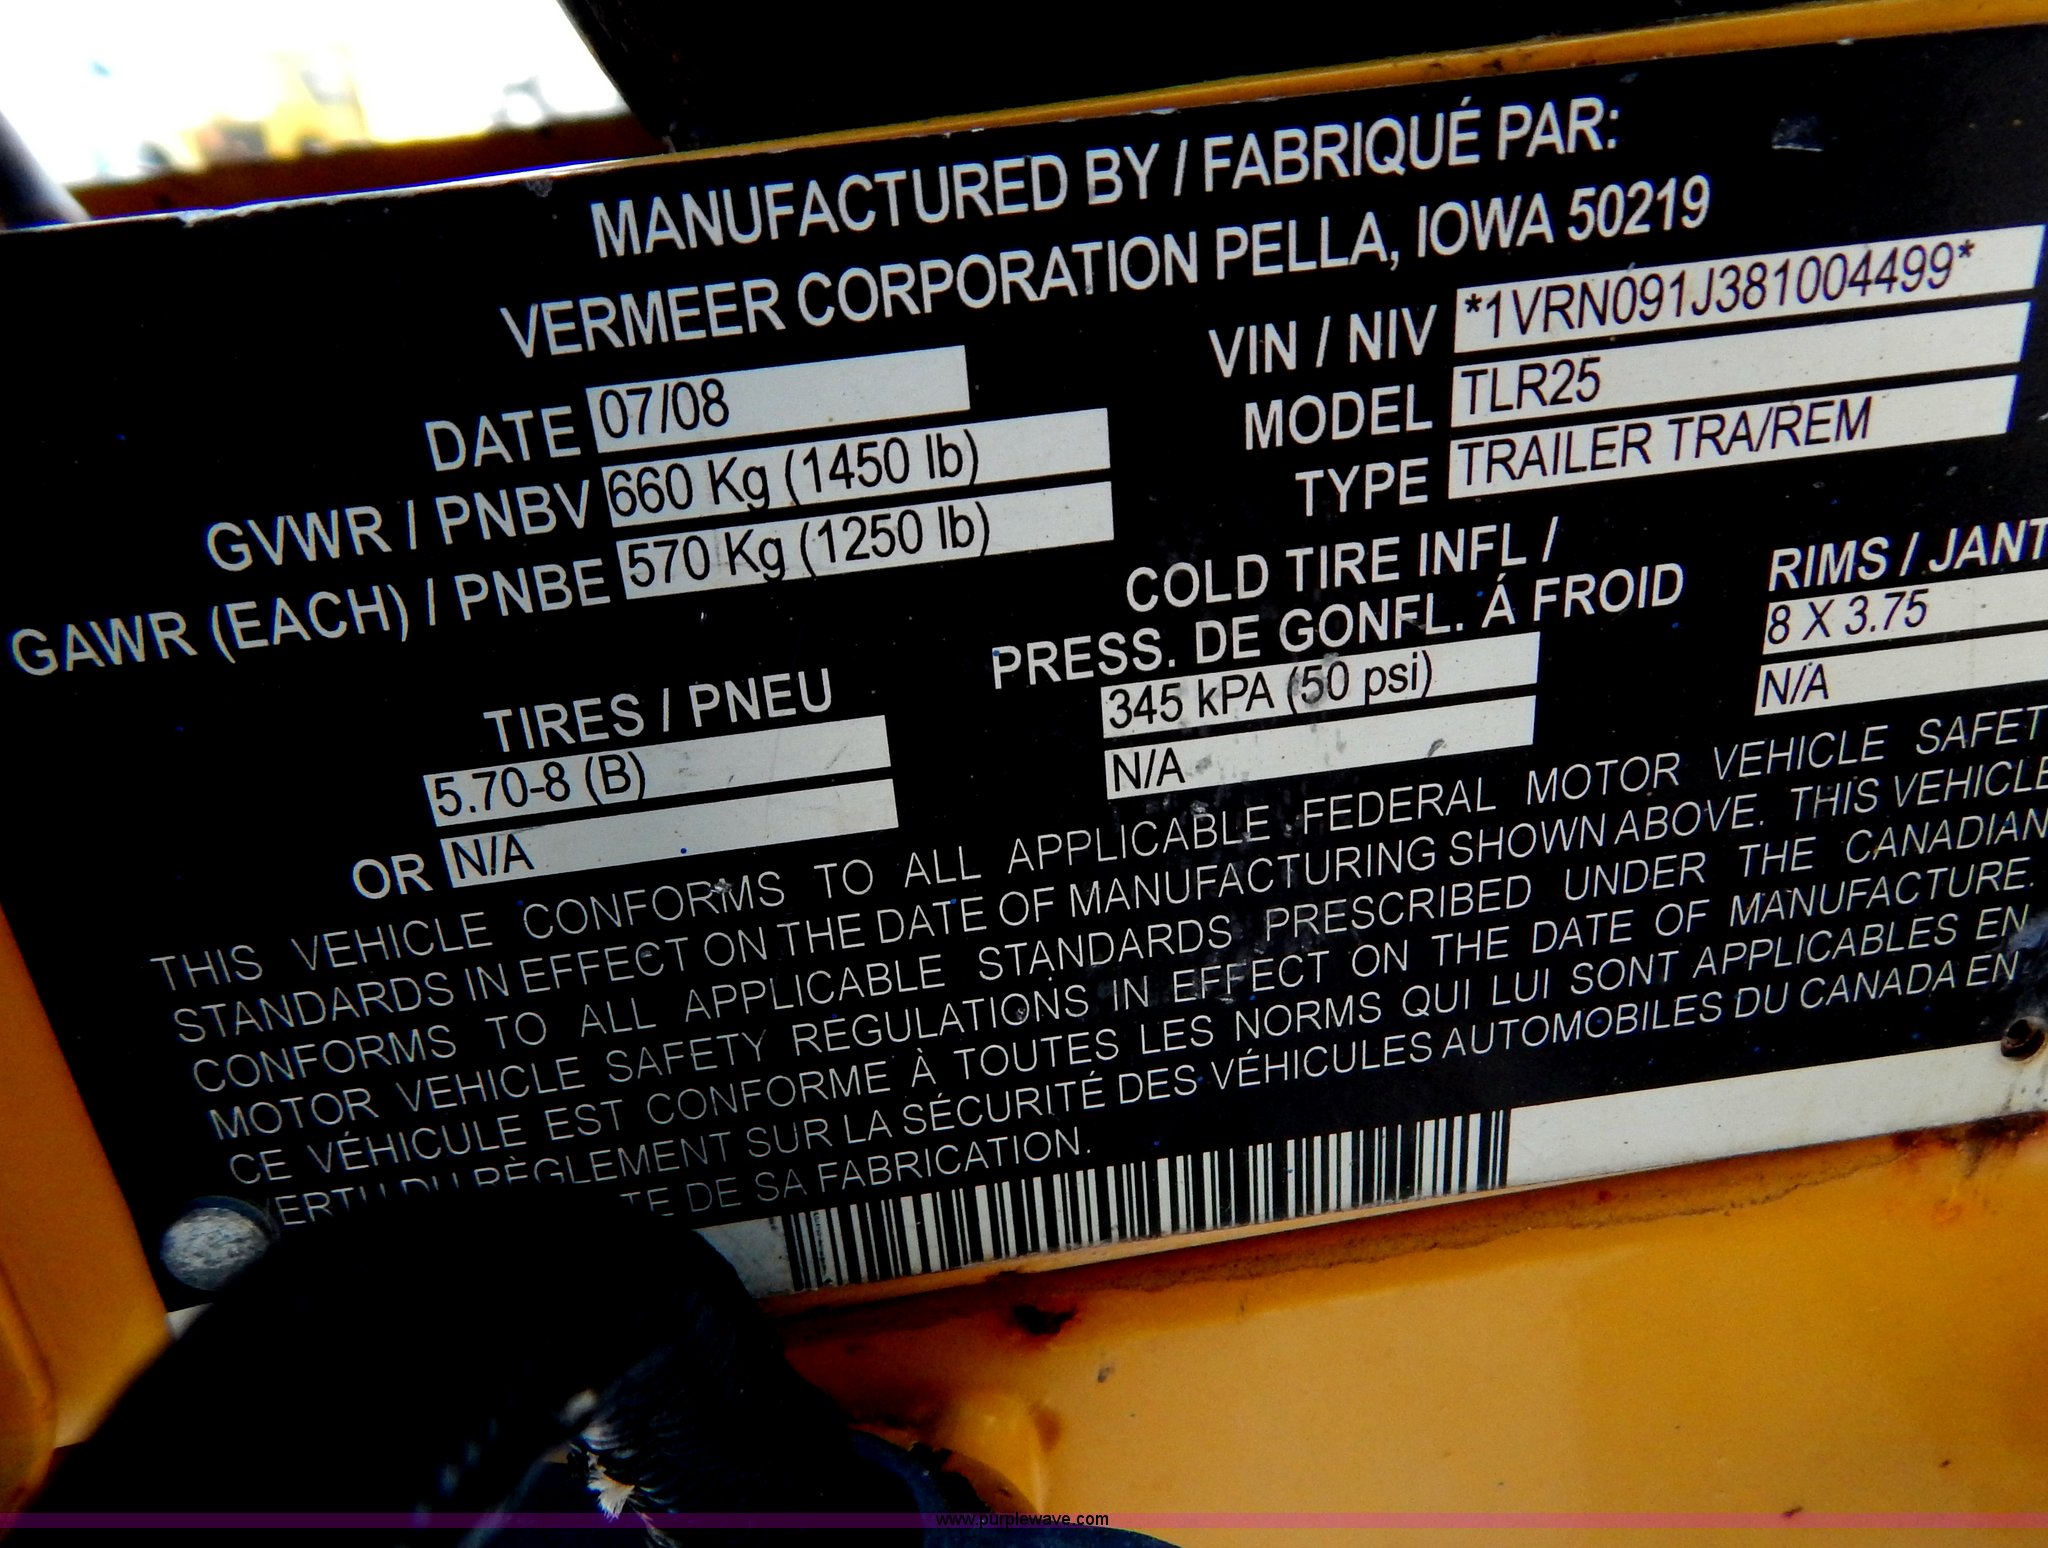 MANUFACTURED BY / FABRIQUÉ PAR:
VERMEER CORPORATION PELLA, IOWA 50219
DATE 07/08
VIN / NIV *1VRN091J381004499*
GVWR / PNBV 660 Kg (1450 lb)
MODEL TLR25
GAWR (EACH) / PNBE 570 Kg (1250 lb)
TYPE TRAILER TRA/REM
TIRES / PNEU
5.70-8 (B)
OR N/A
COLD TIRE INFL /
PRESS. DE GONFL. Á FROID
345 kPA (50 psi)
N/A
RIMS / JANT
8 X 3.75
N/A
THIS VEHICLE CONFORMS TO ALL APPLICABLE FEDERAL MOTOR VEHICLE SAFET
STANDARDS IN EFFECT ON THE DATE OF MANUFACTURING SHOWN ABOVE. THIS VEHICLE
CONFORMS TO ALL APPLICABLE STANDARDS PRESCRIBED UNDER THE CANADIAN
MOTOR VEHICLE SAFETY REGULATIONS IN EFFECT ON THE DATE OF MANUFACTURE.
CE VÉHICULE EST CONFORME À TOUTES LES NORMS QUI LUI SONT APPLICABLES EN
VERTU DU RÈGLEMENT SUR LA SÉCURITÉ DES VÉHICULES AUTOMOBILES DU CANADA EN
TE DE SA FABRICATION.
www.purplewave.com